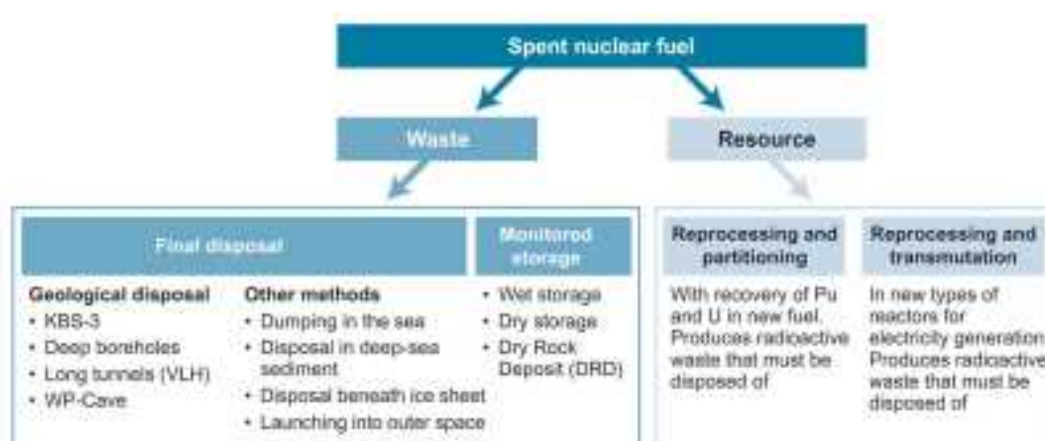 Spent nuclear fuel
Waste
Resource
Final disposal
Monitored
storage
Geological disposal
• KBS-3
• Deep boreholes
• Long tunnels (VLH)
• WP-Cave
Other methods
• Dumping in the sea
• Disposal in deep-sea
sediment
• Disposal beneath ice sheet
• Launching into outer space
• Wet storage
• Dry storage
• Dry Rock
Deposit (DRD)
Reprocessing and
partitioning
With recovery of Pu
and U in new fuel.
Produces radioactive
waste that must be
disposed of
Reprocessing and
transmutation
In new types of
reactors for
electricity generation
Produces radioactive
waste that must be
disposed of